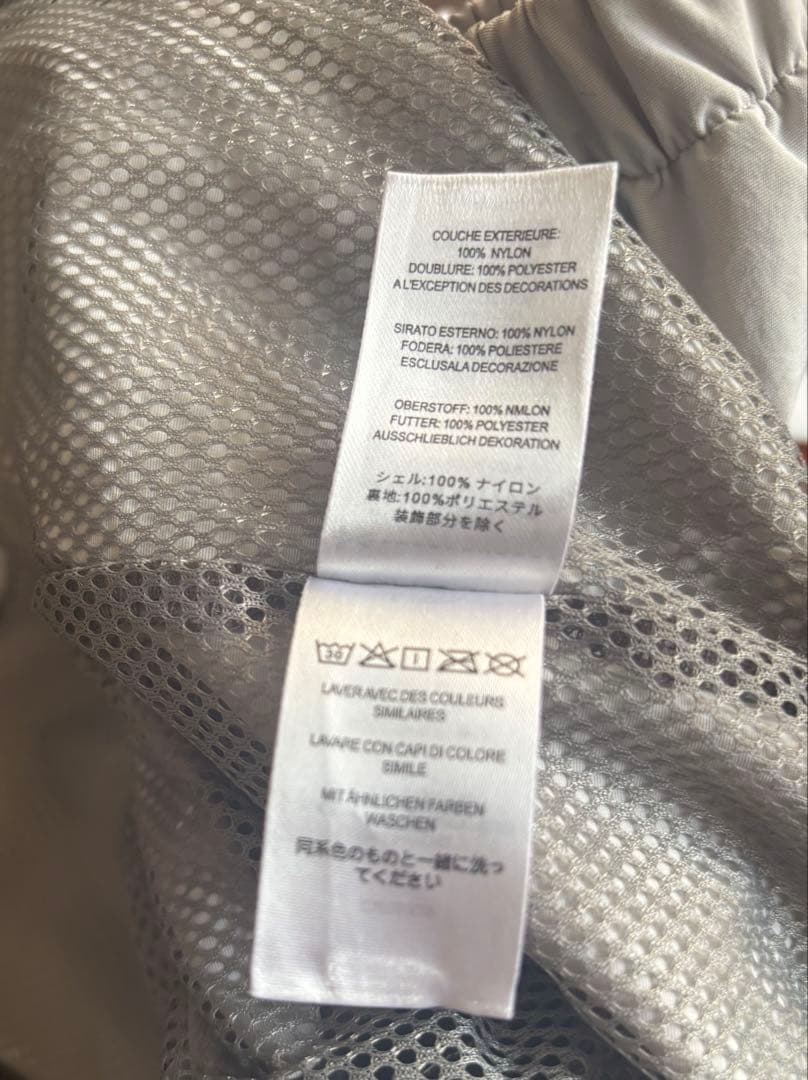 COUCHE EXTERIEURE:
100% NYLON
DOUBLURE: 100% POLYESTER
A L'EXCEPTION DES DECORATIONS
SIRATO ESTERNO: 100% NYLON
FODERA: 100% POLIESTERE
ESCLUSALA DECORAZIONE
OBERSTOFF: 100% NMLON
FUTTER: 100% POLYESTER
AUSSCHLIEBLICH DEKORATION
シェル:100% ナイロン
裏地:100%ポリエステル
装飾部分を除く
30
LAVER AVEC DES COULEURS
SIMILAIRES
LAVARE CON CAPI DI COLORE
SIMILE
MIT ÄHNLICHEN FARBEN
WASCHEN
同系色のものと一緒に洗っ
てください